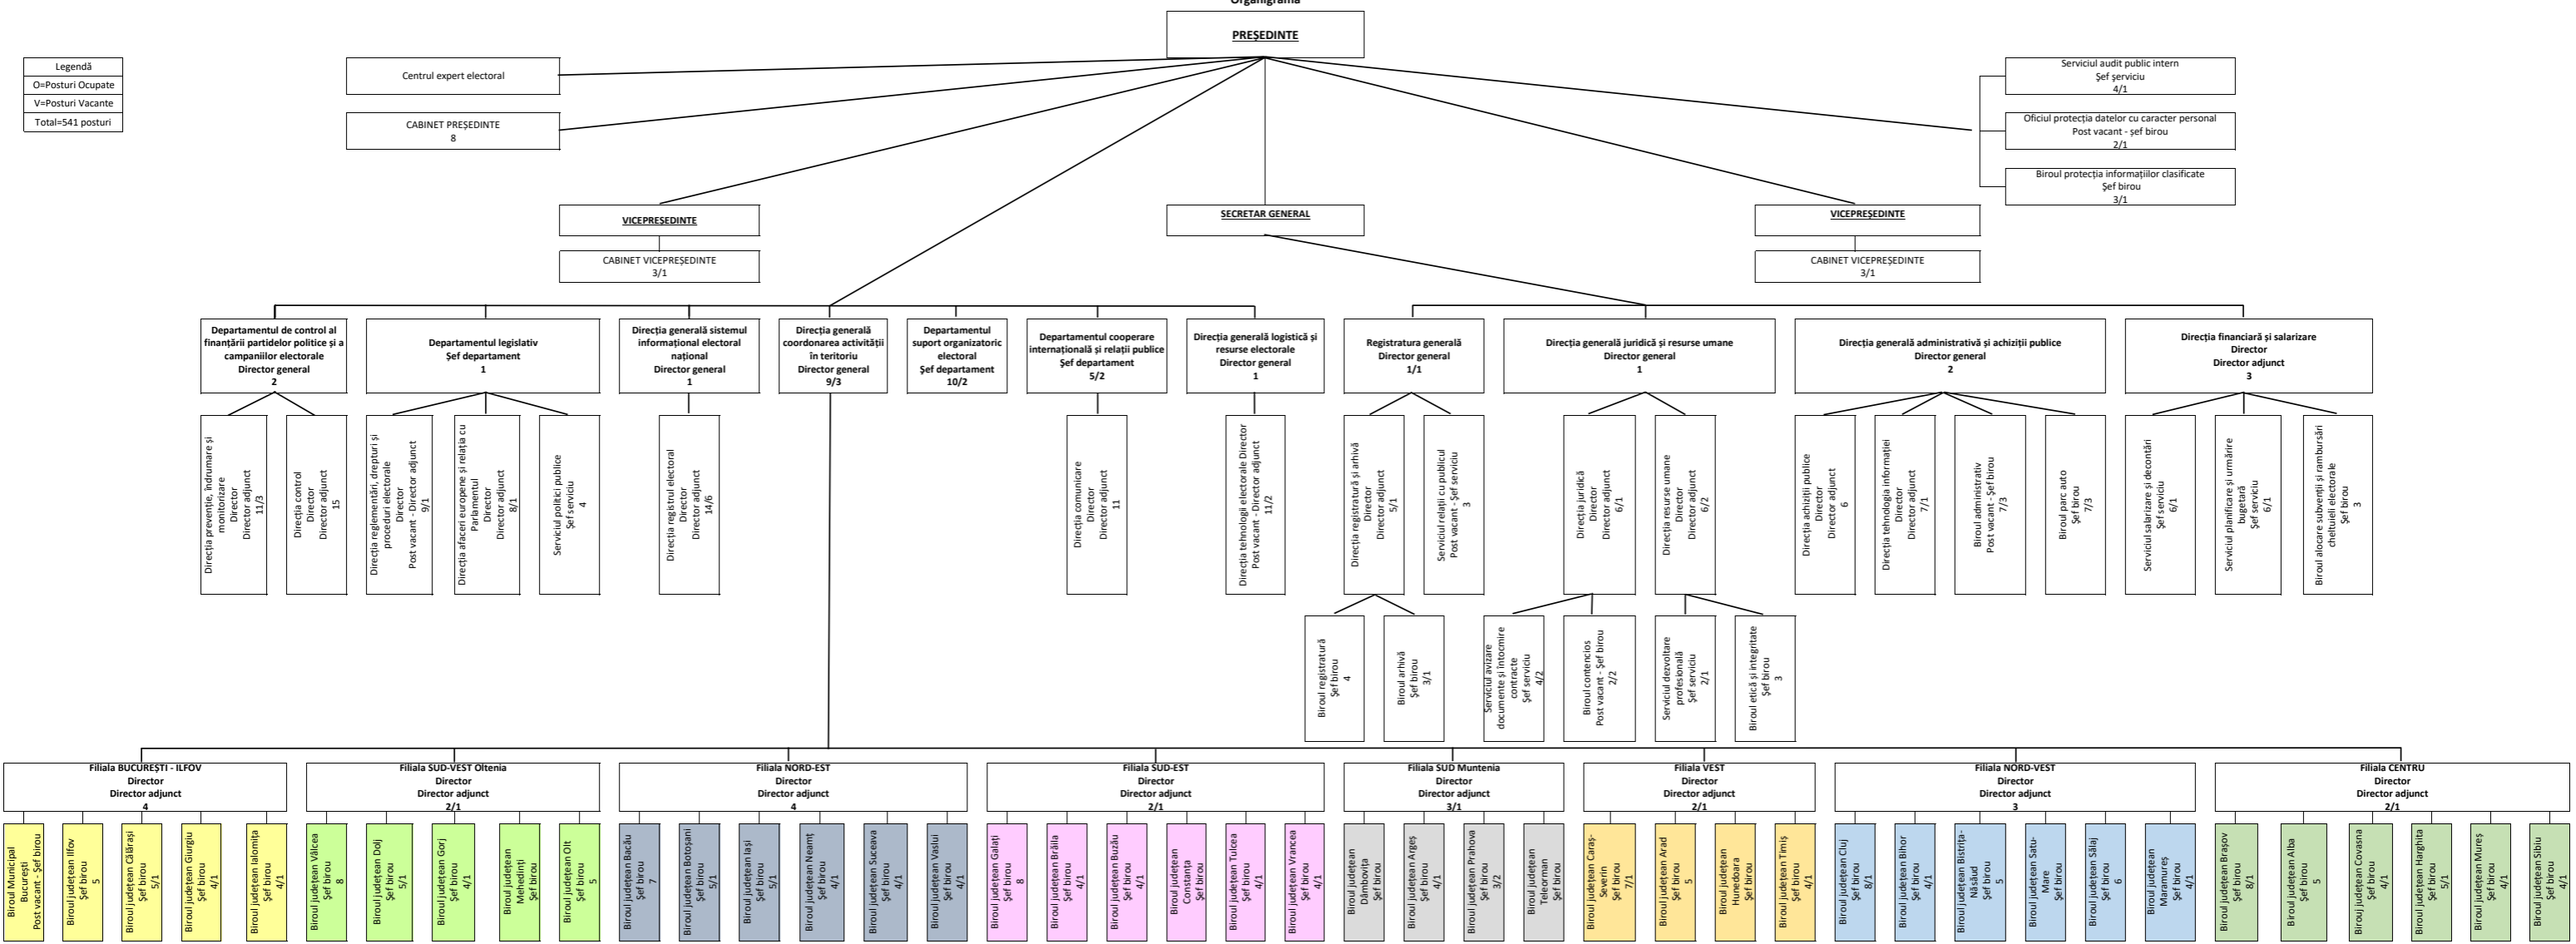 Organigrama
PREȘEDINTE
Legendă
O=Posturi Ocupate
V=Posturi Vacante
Total=541 posturi
Centrul expert electoral
CABINET PREȘEDINTE
8
Serviciul audit public intern
Șef șerviciu
4/1
Oficiul protecția datelor cu caracter personal
Post vacant - șef birou
2/1
Biroul protecția informațiilor clasificate
Șef birou
3/1
VICEPREȘEDINTE
CABINET VICEPREȘEDINTE
3/1
SECRETAR GENERAL
VICEPREȘEDINTE
CABINET VICEPREȘEDINTE
3/1
Departamentul de control al
finanțării partidelor politice și a
campaniilor electorale
Director general
2
Departamentul legislativ
Șef departament
1
Direcția generală sistemul
informațional electoral
național
Director general
1
Direcția generală
coordonarea activității
în teritoriu
Director general
9/3
Departamentul
suport organizatoric
electoral
Șef departament
10/2
Departamentul cooperare
internațională și relații publice
Șef departament
5/2
Direcția generală logistică și
resurse electorale
Director general
1
Registratura generală
Director general
1/1
Direcția generală juridică și resurse umane
Director general
1
Direcția generală administrativă și achiziții publice
Director general
2
Direcția financiară și salarizare
Director
Director adjunct
3
Direcția prevenție, îndrumare și
monitorizare
Director
Director adjunct
11/3
Direcția control
Director
Director adjunct
15
Direcția reglementări, drepturi și
proceduri electorale
Director
Post vacant - Director adjunct
9/1
Direcția afaceri europene și relația cu
Parlamentul
Director
Director adjunct
8/1
Serviciul politici publice
Șef serviciu
4
Direcția registrul electoral
Director
Director adjunct
14/6
Direcția comunicare
Director
Director adjunct
11
Direcția tehnologii electorale Director
Post vacant - Director adjunct
11/2
Direcția registratură și arhivă
Director
Director adjunct
5/1
Serviciul relații cu publicul
Post vacant - Șef serviciu
3
Direcția juridică
Director
Director adjunct
6/1
Direcția resurse umane
Director
Director adjunct
6/2
Direcția achiziții publice
Director
Director adjunct
6
Direcția tehnologia informației
Director
Director adjunct
7/1
Biroul administrativ
Post vacant - Șef birou
7/3
Biroul parc auto
Șef birou
7/3
Serviciul salarizare și decontări
Șef serviciu
6/1
Serviciul planificare și urmărire
bugetară
Șef serviciu
6/1
Biroul alocare subvenții și rambursări
cheltuieli electorale
Șef birou
3
Biroul registratură
Șef birou
4
Biroul arhivă
Șef birou
3/1
Serviciul avizare
documente și întocmire
contracte
Șef serviciu
4/2
Biroul contencios
Post vacant - Șef birou
2/2
Serviciul dezvoltare
profesională
Șef serviciu
2/1
Biroul etică și integritate
Șef birou
3
Filiala BUCUREȘTI - ILFOV
Director
Director adjunct
4
Filiala SUD-VEST Oltenia
Director
Director adjunct
2/1
Filiala NORD-EST
Director
Director adjunct
4
Filiala SUD-EST
Director
Director adjunct
2/1
Filiala SUD Muntenia
Director
Director adjunct
3/1
Filiala VEST
Director
Director adjunct
2/1
Filiala NORD-VEST
Director
Director adjunct
3
Filiala CENTRU
Director
Director adjunct
2/1
Biroul Municipal
București
Post vacant - Șef birou
Biroul județean Ilfov
Șef birou
5
Biroul județean Călărași
Șef birou
5/1
Biroul județean Giurgiu
Șef birou
4/1
Biroul județean Ialomița
Șef birou
4/1
Biroul județean Vâlcea
Șef birou
8
Biroul județean Dolj
Șef birou
5/1
Biroul județean Gorj
Șef birou
4/1
Biroul județean
Mehedinți
Șef birou
Biroul județean Olt
Șef birou
5
Biroul județean Bacău
Șef birou
7
Biroul județean Botoșani
Șef birou
5/1
Biroul județean Iași
Șef birou
5/1
Biroul județean Neamț
Șef birou
4/1
Biroul județean Suceava
Șef birou
4/1
Biroul județean Vaslui
Șef birou
4/1
Biroul județean Galați
Șef birou
8
Biroul județean Brăila
Șef birou
4/1
Biroul județean Buzău
Șef birou
4/1
Biroul județean
Constanța
Șef birou
Biroul județean Tulcea
Șef birou
4/1
Biroul județean Vrancea
Șef birou
4/1
Biroul județean
Dâmbovița
Șef birou
Biroul județean Argeș
Șef birou
4/1
Biroul județean Prahova
Șef birou
3/2
Biroul județean
Teleorman
Șef birou
Biroul județean Caraș-
Severin
Șef birou
7/1
Biroul județean Arad
Șef birou
5
Biroul județean
Hunedoara
Șef birou
Biroul județean Timiș
Șef birou
4/1
Biroul județean Cluj
Șef birou
8/1
Biroul județean Bihor
Șef birou
4/1
Biroul județean Bistrița-
Năsăud
Șef birou
5
Biroul județean Satu-
Mare
Șef birou
Biroul județean Sălaj
Șef birou
6
Biroul județean
Maramureș
Șef birou
4/1
Biroul județean Brașov
Șef birou
8/1
Biroul județean Alba
Șef birou
5
Birouj județean Covasna
Șef birou
4/1
Biroul județean Harghita
Șef birou
5/1
Biroul județean Mureș
Șef birou
4/1
Biroul județean Sibiu
Șef birou
4/1